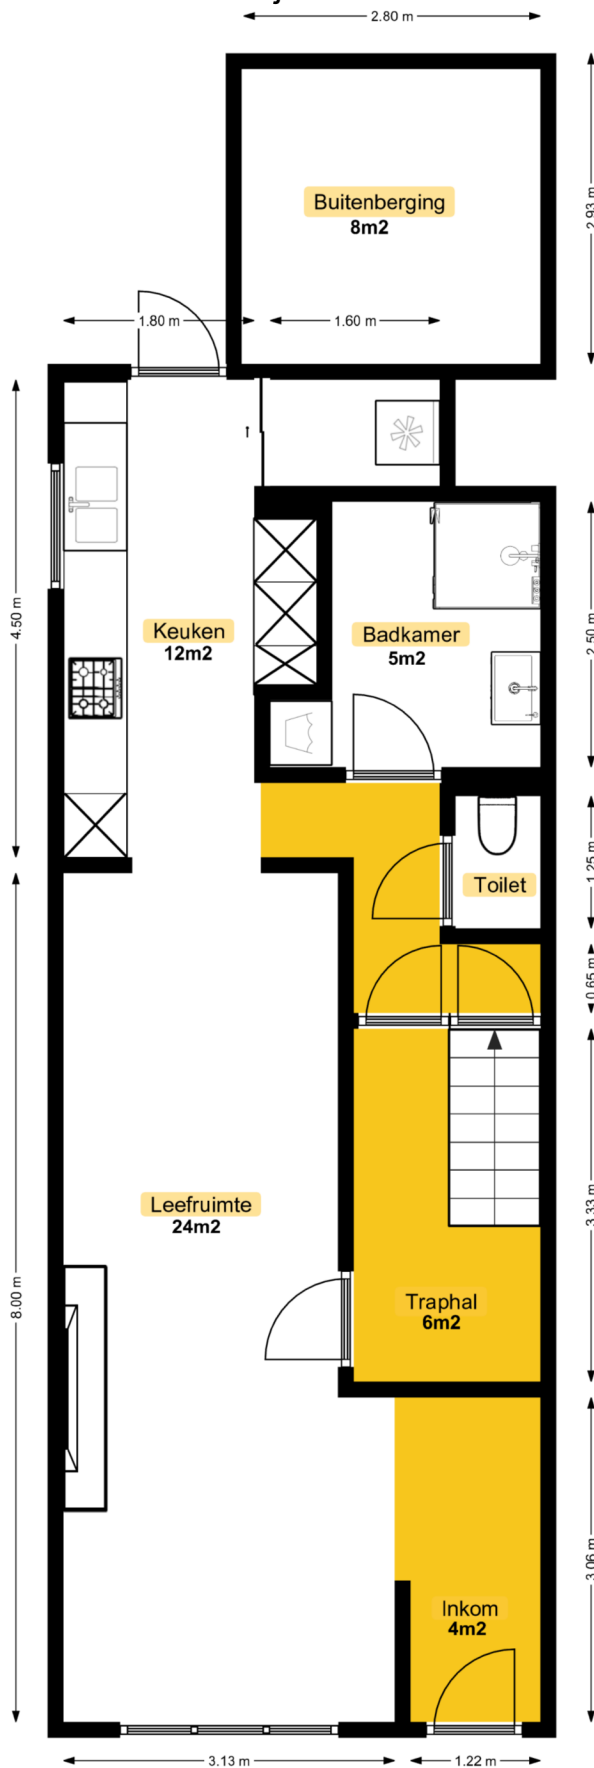 2.80 m
Buitenberging
8m2
2.93 m
1.80 m
1.60 m
4.50 m
Keuken
12m2
Badkamer
5m2
2.50 m
Toilet
1.25 m
0.65 m
Leefruimte
24m2
8.00 m
Traphal
6m2
3.33 m
Inkom
4m2
3.06 m
3.13 m
1.22 m